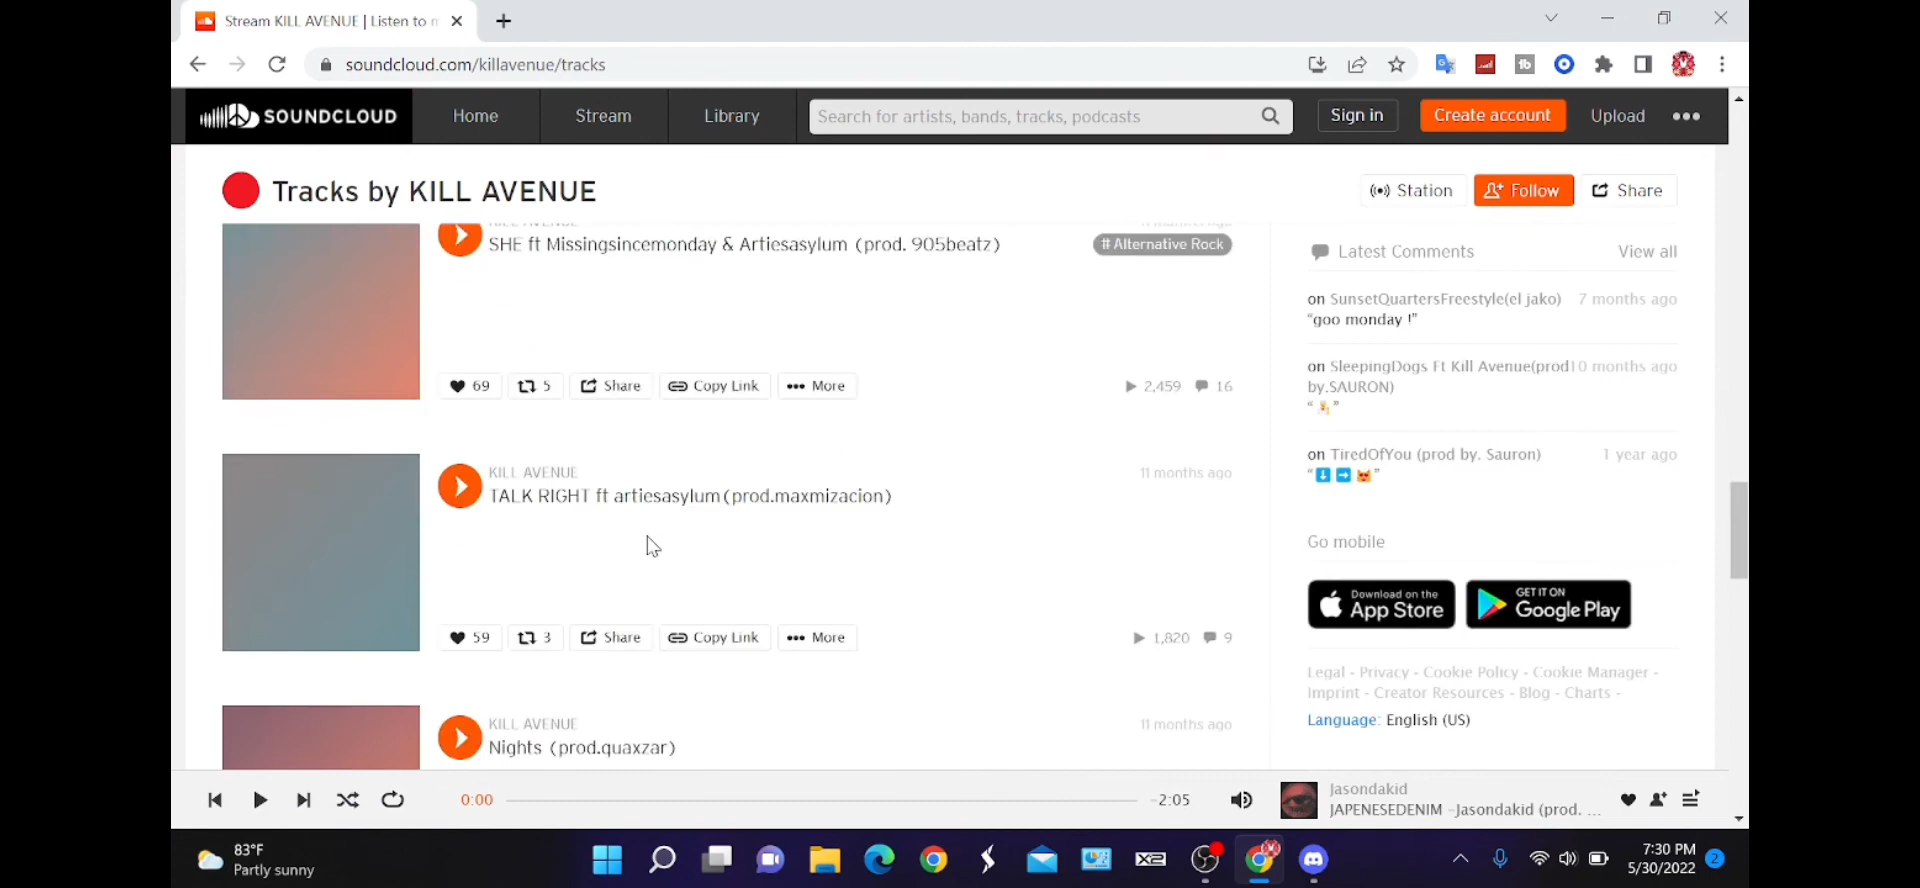 Stream KILL AVENUE | Listen to m
soundcloud.com/killavenue/tracks
SOUNDCLOUD
Home
Stream
Library
Search for artists, bands, tracks, podcasts
Sign in
Create account
Upload
Tracks by KILL AVENUE
Station
Follow
Share
KILL AVENUE
11 months ago
SHE ft Missingsincemonday & Artiesasylum (prod. 905beatz)
# Alternative Rock
69
5
Share
Copy Link
More
2,459
16
KILL AVENUE
11 months ago
TALK RIGHT ft artiesasylum(prod.maxmizacion)
59
3
Share
Copy Link
More
1,820
9
KILL AVENUE
11 months ago
Nights (prod.quaxzar)
Latest Comments
View all
on SunsetQuartersFreestyle(el jako) 7 months ago
“goo monday !”
on SleepingDogs Ft Kill Avenue(prod 10 months ago
by.SAURON)
“🏃🏼”
on TiredOfYou (prod by. Sauron) 1 year ago
“⬇️➡️😻”
Go mobile
Download on the
App Store
GET IT ON
Google Play
Legal - Privacy - Cookie Policy - Cookie Manager -
Imprint - Creator Resources - Blog - Charts -
Language: English (US)
0:00
-2:05
Jasondakid
JAPENESEDENIM -Jasondakid (prod. ...
83°F
Partly sunny
X2
7:30 PM
5/30/2022
2